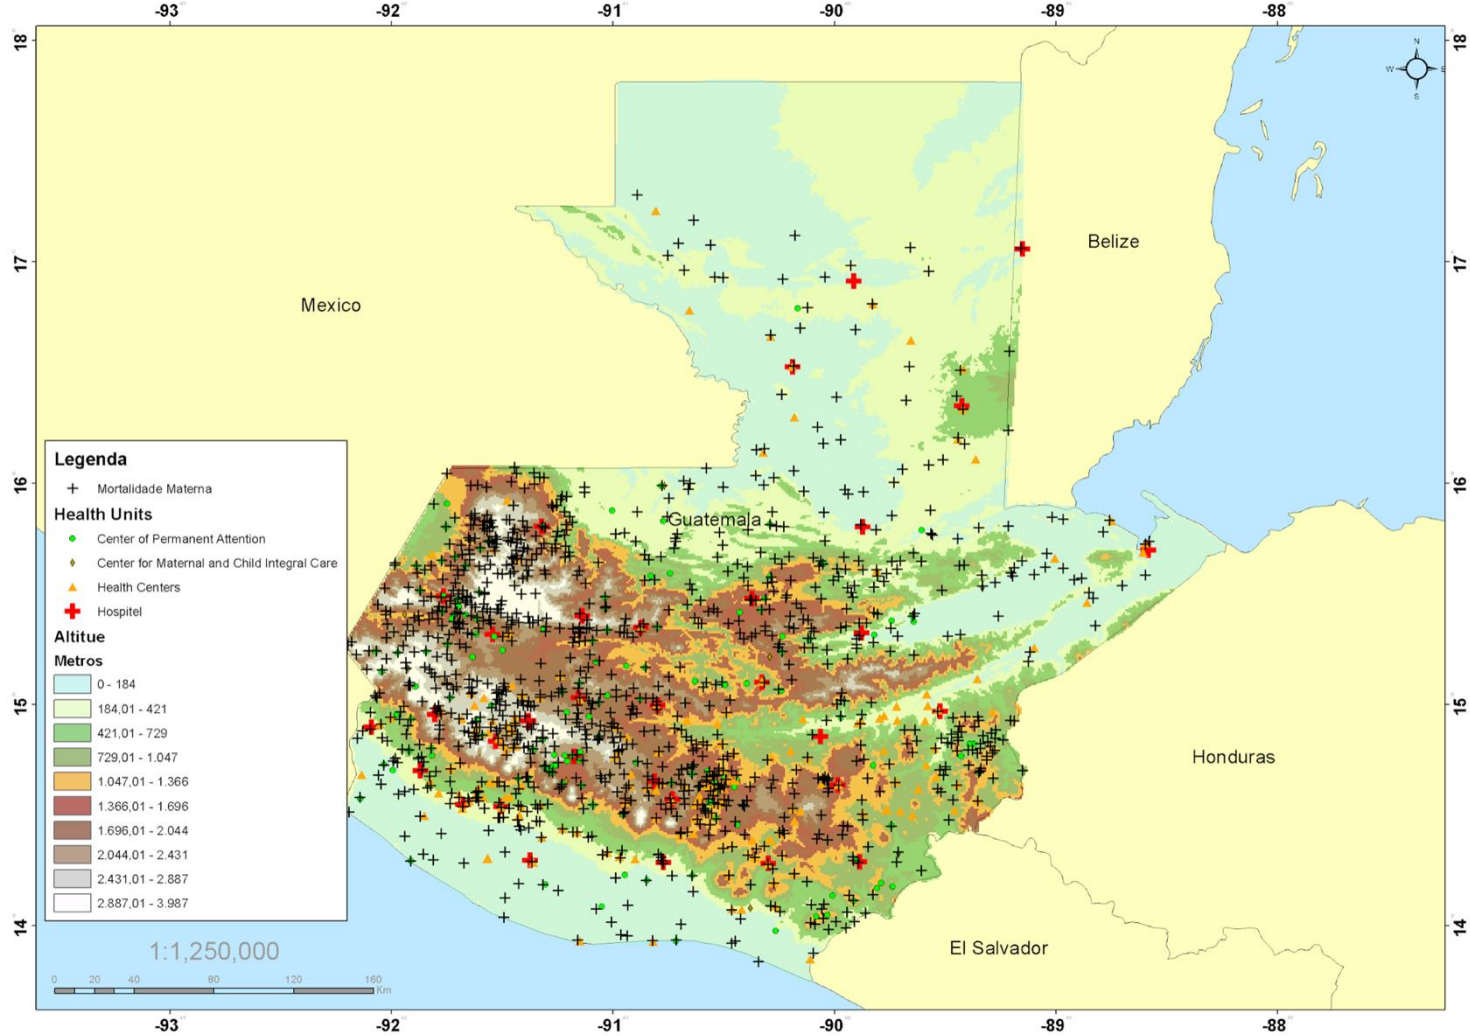 -93 -92 -91 -90 -89 -88
18 18
N
W E
S
Belize
17 17
Mexico
Legenda
Mortalidade Materna
16 16
Health Units
Guatemala
Center of Permanent Attention
Center for Maternal and Child Integral Care
Health Centers
Hospitel
Altitue
Metros
0 - 184
15 15
184,01 - 421
421,01 - 729
729,01 - 1.047
Honduras
1.047,01 - 1.366
1.366,01 - 1.696
1.696,01 - 2.044
2.044,01 - 2.431
2.431,01 - 2.887
2.887,01 - 3.987
14 14
El Salvador
1:1,250,000
0 20 40 80 120 160
Km
-93 -92 -91 -90 -89 -88